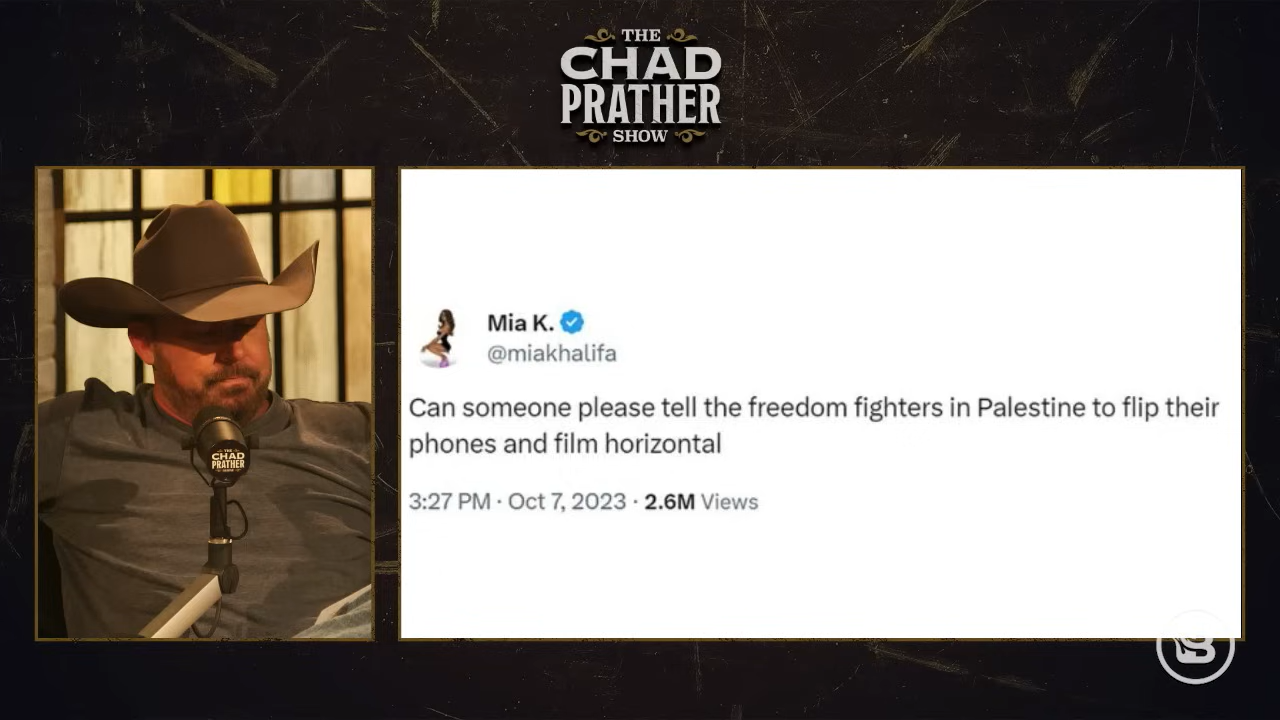 THE
CHAD
PRATHER
SHOW
THE
CHAD
PRATHER
SHOW
Mia K.
@miakhalifa
Can someone please tell the freedom fighters in Palestine to flip their
phones and film horizontal
3:27 PM · Oct 7, 2023 · 2.6M Views
B